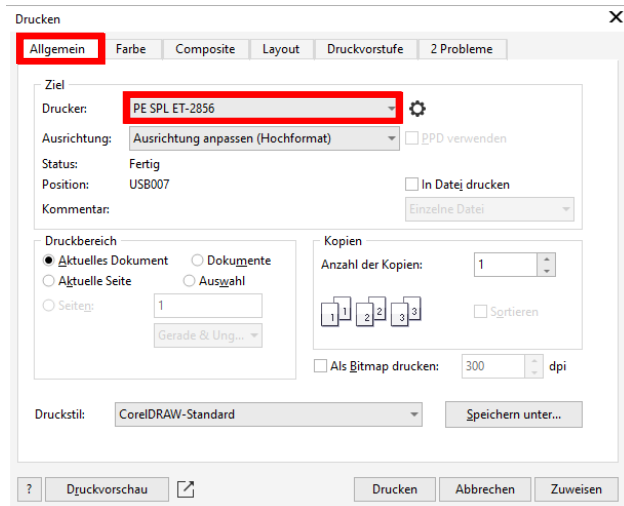 Drucken
Allgemein Farbe Composite Layout Druckvorstufe 2 Probleme
Ziel
Drucker: PE SPL ET-2856
Ausrichtung: Ausrichtung anpassen (Hochformat) PPD verwenden
Status: Fertig
Position: USB007 In Datei drucken
Kommentar: Einzelne Datei
Druckbereich
Aktuelles Dokument Dokumente
Aktuelle Seite Auswahl
Seiten: 1
Gerade & Ung...
Kopien
Anzahl der Kopien: 1
1 1 2 2 3 3 Sortieren
Als Bitmap drucken: 300 dpi
Druckstil: CorelDRAW-Standard Speichern unter...
? Druckvorschau Drucken Abbrechen Zuweisen